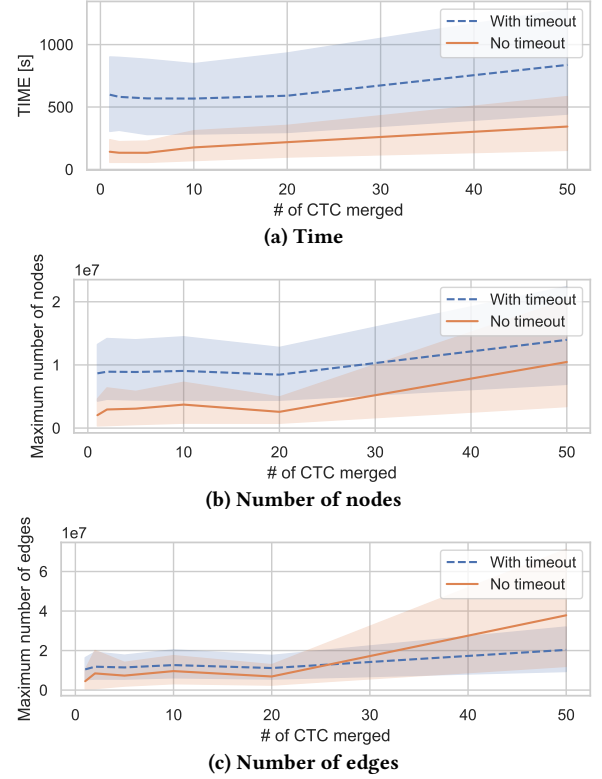 With timeout
No timeout
1000
500
0
TIME [s]
0 10 20 30 40 50
# of CTC merged
(a) Time
1e7
With timeout
No timeout
2
1
0
Maximum number of nodes
0 10 20 30 40 50
# of CTC merged
(b) Number of nodes
1e7
With timeout
No timeout
6
4
2
0
Maximum number of edges
0 10 20 30 40 50
# of CTC merged
(c) Number of edges